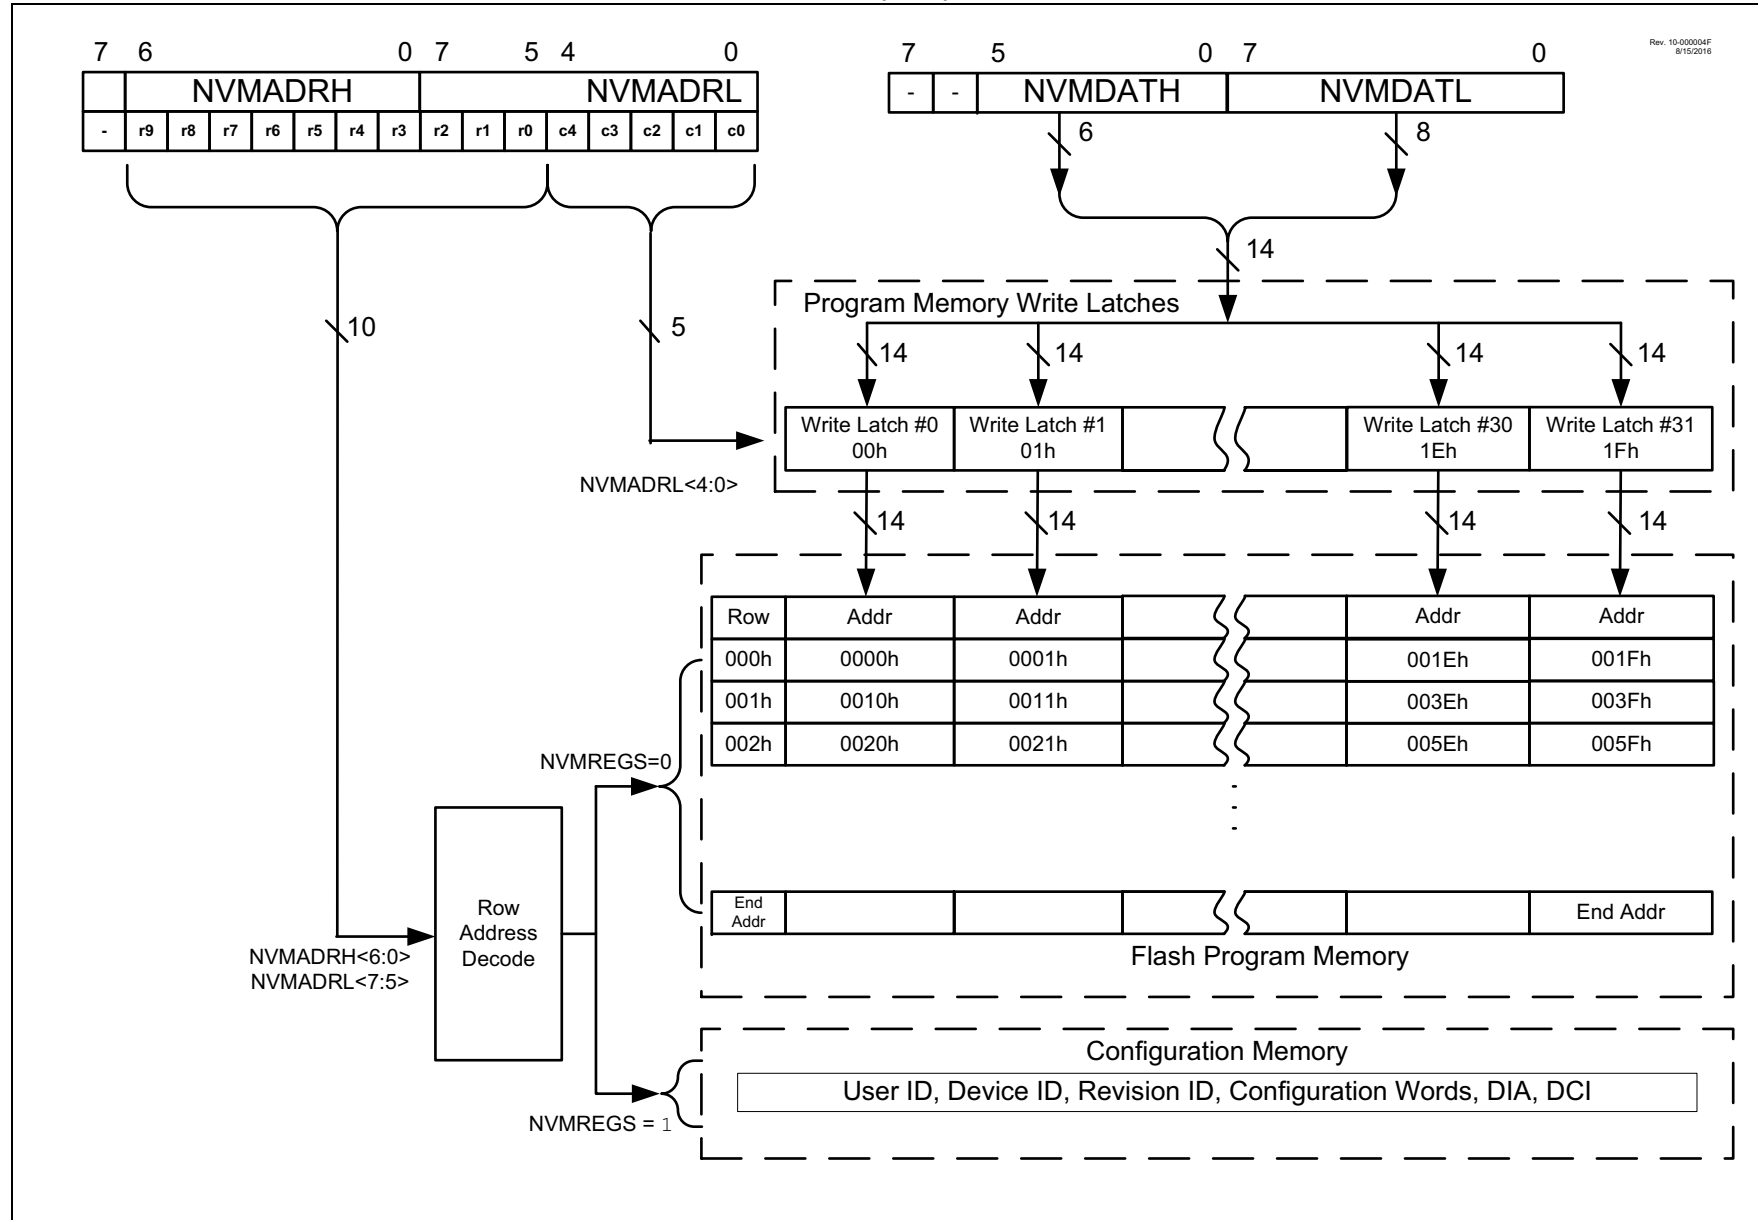 Rev. 10-000004F
8/15/2016
7 6 0 7 5 4 0
7 5 0 7 0
NVMADRH NVMADRL
- - NVMDATH NVMDATL
- r9 r8 r7 r6 r5 r4 r3 r2 r1 r0 c4 c3 c2 c1 c0
6 8
14
10 5
Program Memory Write Latches
14 14 14 14
Write Latch #0 Write Latch #1 Write Latch #30 Write Latch #31
00h 01h 1Eh 1Fh
NVMADRL<4:0>
14 14 14 14
Row Addr Addr Addr Addr
000h 0000h 0001h 001Eh 001Fh
001h 0010h 0011h 003Eh 003Fh
002h 0020h 0021h 005Eh 005Fh
NVMREGS=0
End
Addr
End Addr
Flash Program Memory
Row
Address
Decode
NVMADRH<6:0>
NVMADRL<7:5>
Configuration Memory
User ID, Device ID, Revision ID, Configuration Words, DIA, DCI
NVMREGS = 1